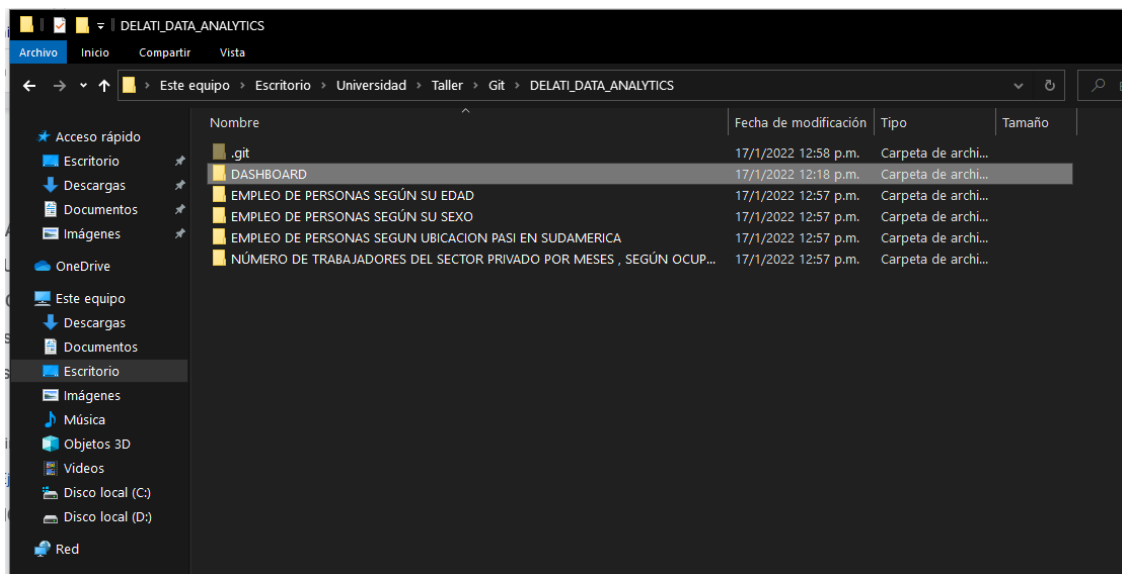 DELATI_DATA_ANALYTICS
Archivo Inicio Compartir Vista
Este equipo > Escritorio > Universidad > Taller > Git > DELATI_DATA_ANALYTICS
Nombre Fecha de modificación Tipo Tamaño
Acceso rápido
Escritorio
Descargas
Documentos
Imágenes
OneDrive
Este equipo
Descargas
Documentos
Escritorio
Imágenes
Música
Objetos 3D
Videos
Disco local (C:)
Disco local (D:)
Red
.git 17/1/2022 12:58 p.m. Carpeta de archi...
DASHBOARD 17/1/2022 12:18 p.m. Carpeta de archi...
EMPLEO DE PERSONAS SEGÚN SU EDAD 17/1/2022 12:57 p.m. Carpeta de archi...
EMPLEO DE PERSONAS SEGÚN SU SEXO 17/1/2022 12:57 p.m. Carpeta de archi...
EMPLEO DE PERSONAS SEGUN UBICACION PASI EN SUDAMERICA 17/1/2022 12:57 p.m. Carpeta de archi...
NÚMERO DE TRABAJADORES DEL SECTOR PRIVADO POR MESES , SEGÚN OCUP... 17/1/2022 12:57 p.m. Carpeta de archi...